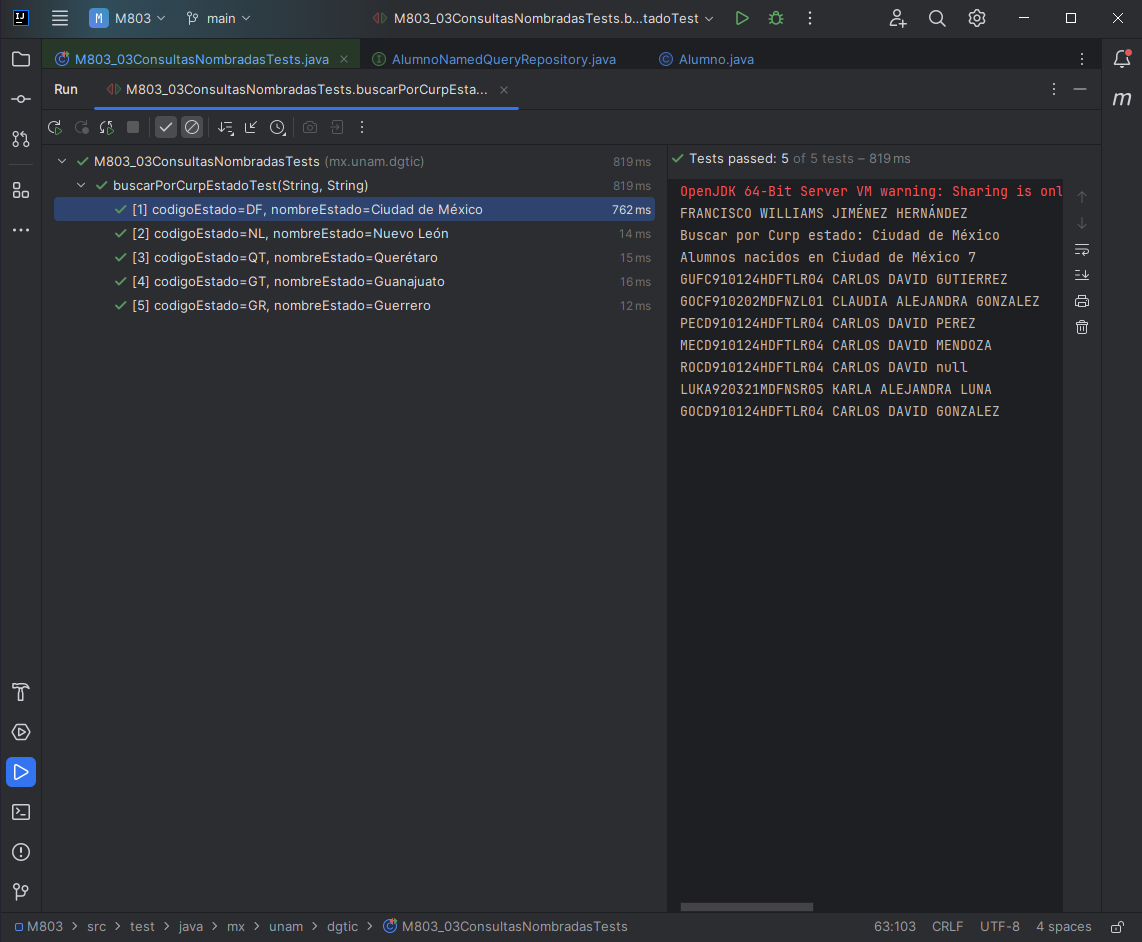 M M803 main M803_03ConsultasNombradasTests.b...tadoTest
M803_03ConsultasNombradasTests.java AlumnoNamedQueryRepository.java Alumno.java
Run M803_03ConsultasNombradasTests.buscarPorCurpEsta...
M803_03ConsultasNombradasTests (mx.unam.dgtic) 819 ms
buscarPorCurpEstadoTest(String, String) 819 ms
[1] codigoEstado=DF, nombreEstado=Ciudad de México 762 ms
[2] codigoEstado=NL, nombreEstado=Nuevo León 14 ms
[3] codigoEstado=QT, nombreEstado=Querétaro 15 ms
[4] codigoEstado=GT, nombreEstado=Guanajuato 16 ms
[5] codigoEstado=GR, nombreEstado=Guerrero 12 ms
Tests passed: 5 of 5 tests – 819 ms
OpenJDK 64-Bit Server VM warning: Sharing is onl
FRANCISCO WILLIAMS JIMÉNEZ HERNÁNDEZ
Buscar por Curp estado: Ciudad de México
Alumnos nacidos en Ciudad de México 7
GUFC910124HDFTLR04 CARLOS DAVID GUTIERREZ
GOCF910202MDFNZL01 CLAUDIA ALEJANDRA GONZALEZ
PECD910124HDFTLR04 CARLOS DAVID PEREZ
MECD910124HDFTLR04 CARLOS DAVID MENDOZA
ROCD910124HDFTLR04 CARLOS DAVID null
LUKA920321MDFNSR05 KARLA ALEJANDRA LUNA
GOCD910124HDFTLR04 CARLOS DAVID GONZALEZ
M803 > src > test > java > mx > unam > dgtic > M803_03ConsultasNombradasTests 63:103 CRLF UTF-8 4 spaces